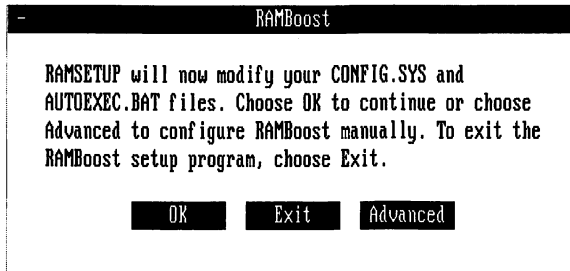 RAMBoost
RAMSETUP will now modify your CONFIG.SYS and
AUTOEXEC.BAT files. Choose OK to continue or choose
Advanced to configure RAMBoost manually. To exit the
RAMBoost setup program, choose Exit.
OK Exit Advanced